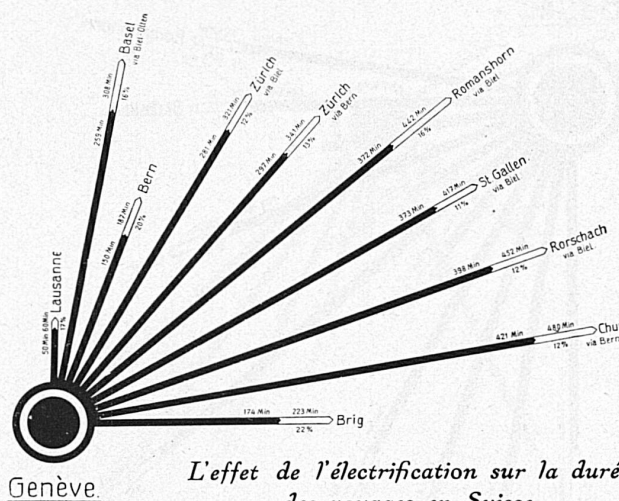 Basel
via Biel-Olten
308 Min
16%
259 Min
Zürich
via Biel
321 Min
12%
281 Min
Zürich
via Bern
341 Min
13%
297 Min
Romanshorn
via Biel
442 Min
16%
372 Min
Bern
187 Min
20%
150 Min
St Gallen
via Biel
417 Min
11%
373 Min
Lausanne
60 Min
17%
50 Min
Rorschach
via Biel
452 Min
12%
398 Min
Chu
via Bern
480 Min
12%
421 Min
Brig
174 Min
223 Min
22%
Genève.
L'effet de l'électrification sur la duré